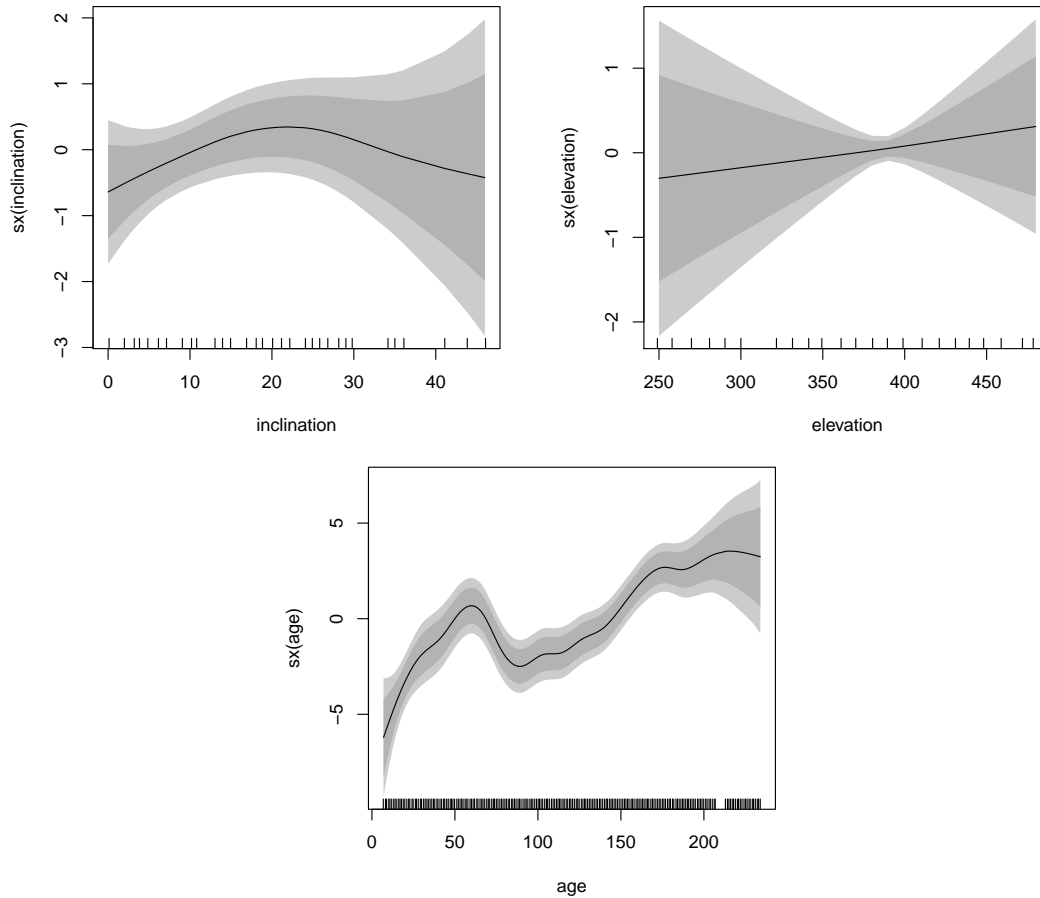 2
1
0
−1
−2
−3
sx(inclination)
0 10 20 30 40
inclination
1
0
−1
−2
sx(elevation)
250 300 350 400 450
elevation
5
0
−5
sx(age)
0 50 100 150 200
age